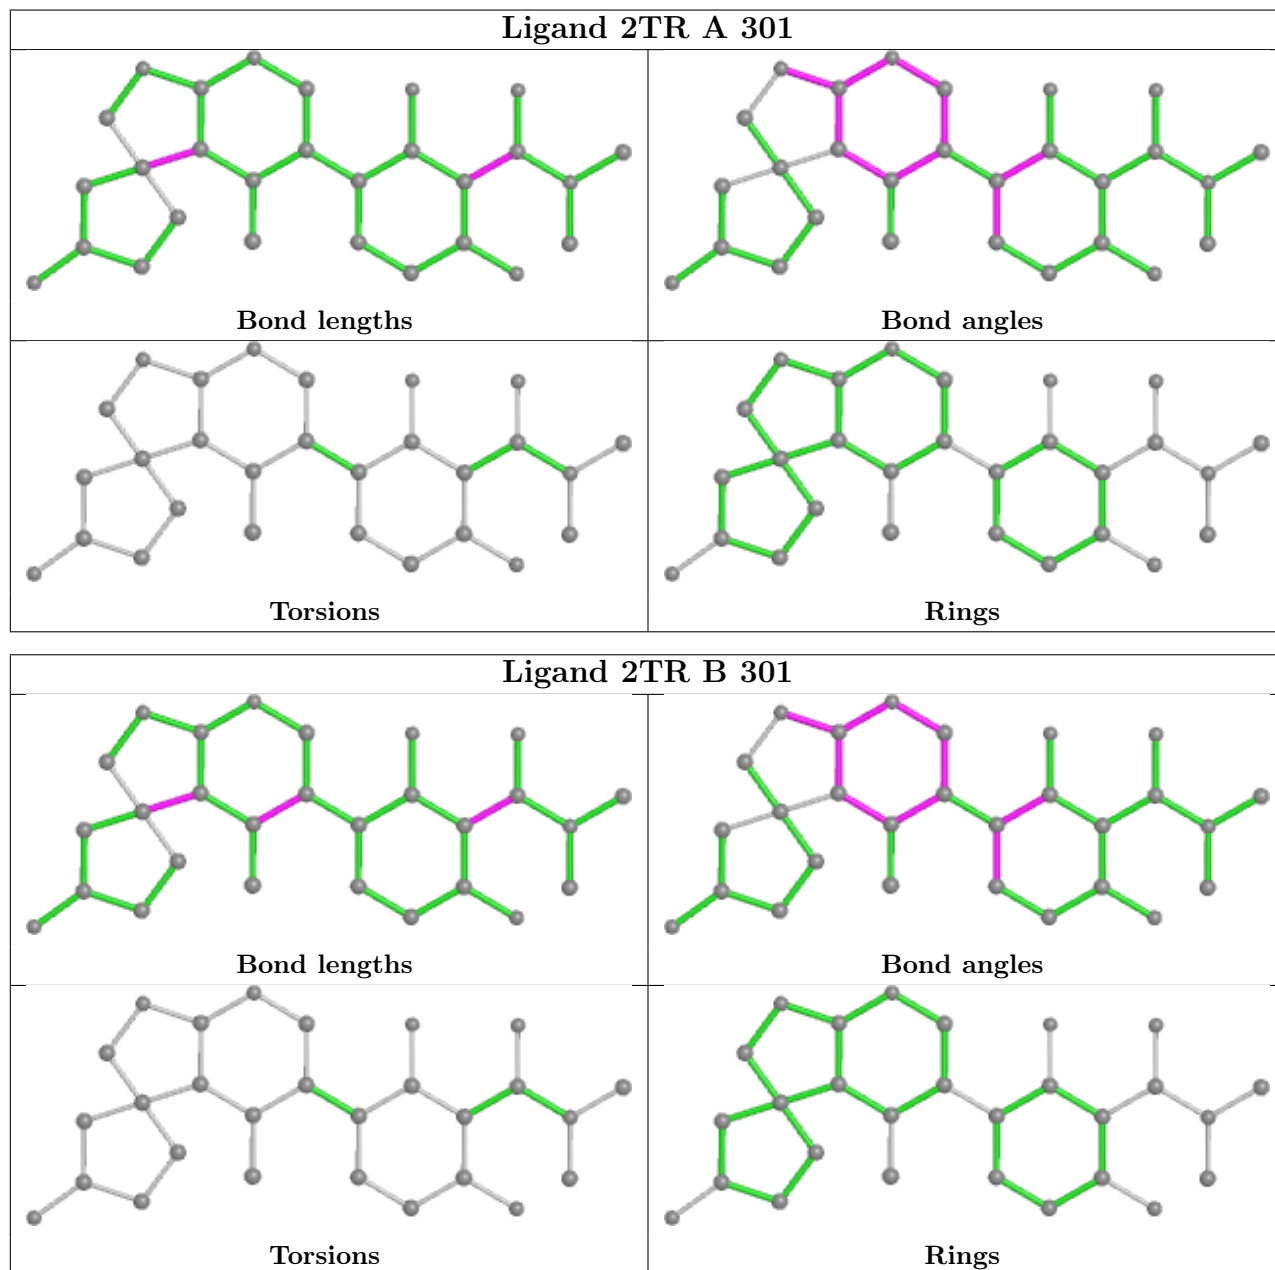 Ligand 2TR A 301
Bond lengths
Bond angles
Torsions
Rings
Ligand 2TR B 301
Bond lengths
Bond angles
Torsions
Rings